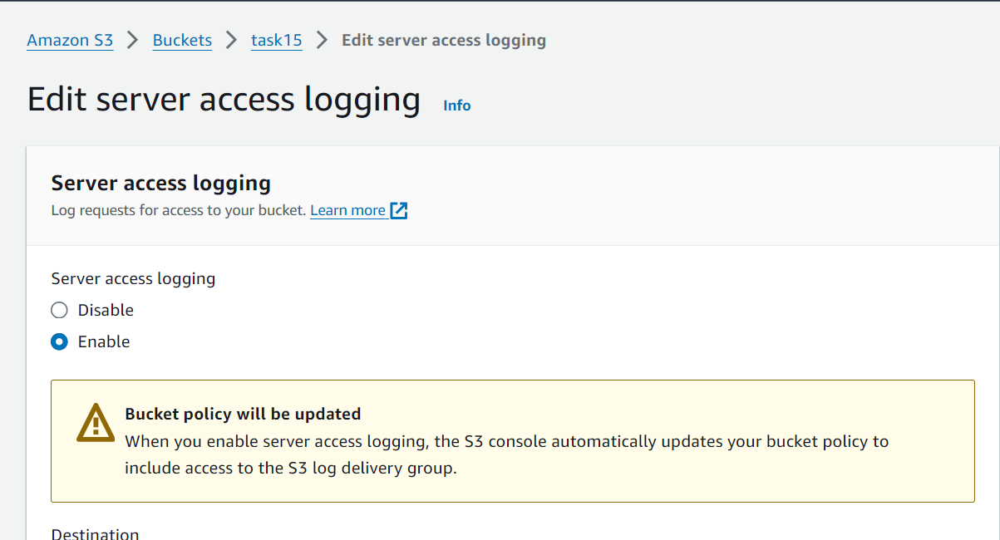 Amazon S3 > Buckets > task15 > Edit server access logging
Edit server access logging Info
Server access logging
Log requests for access to your bucket. Learn more
Server access logging
Disable
Enable
Bucket policy will be updated
When you enable server access logging, the S3 console automatically updates your bucket policy to
include access to the S3 log delivery group.
Destination